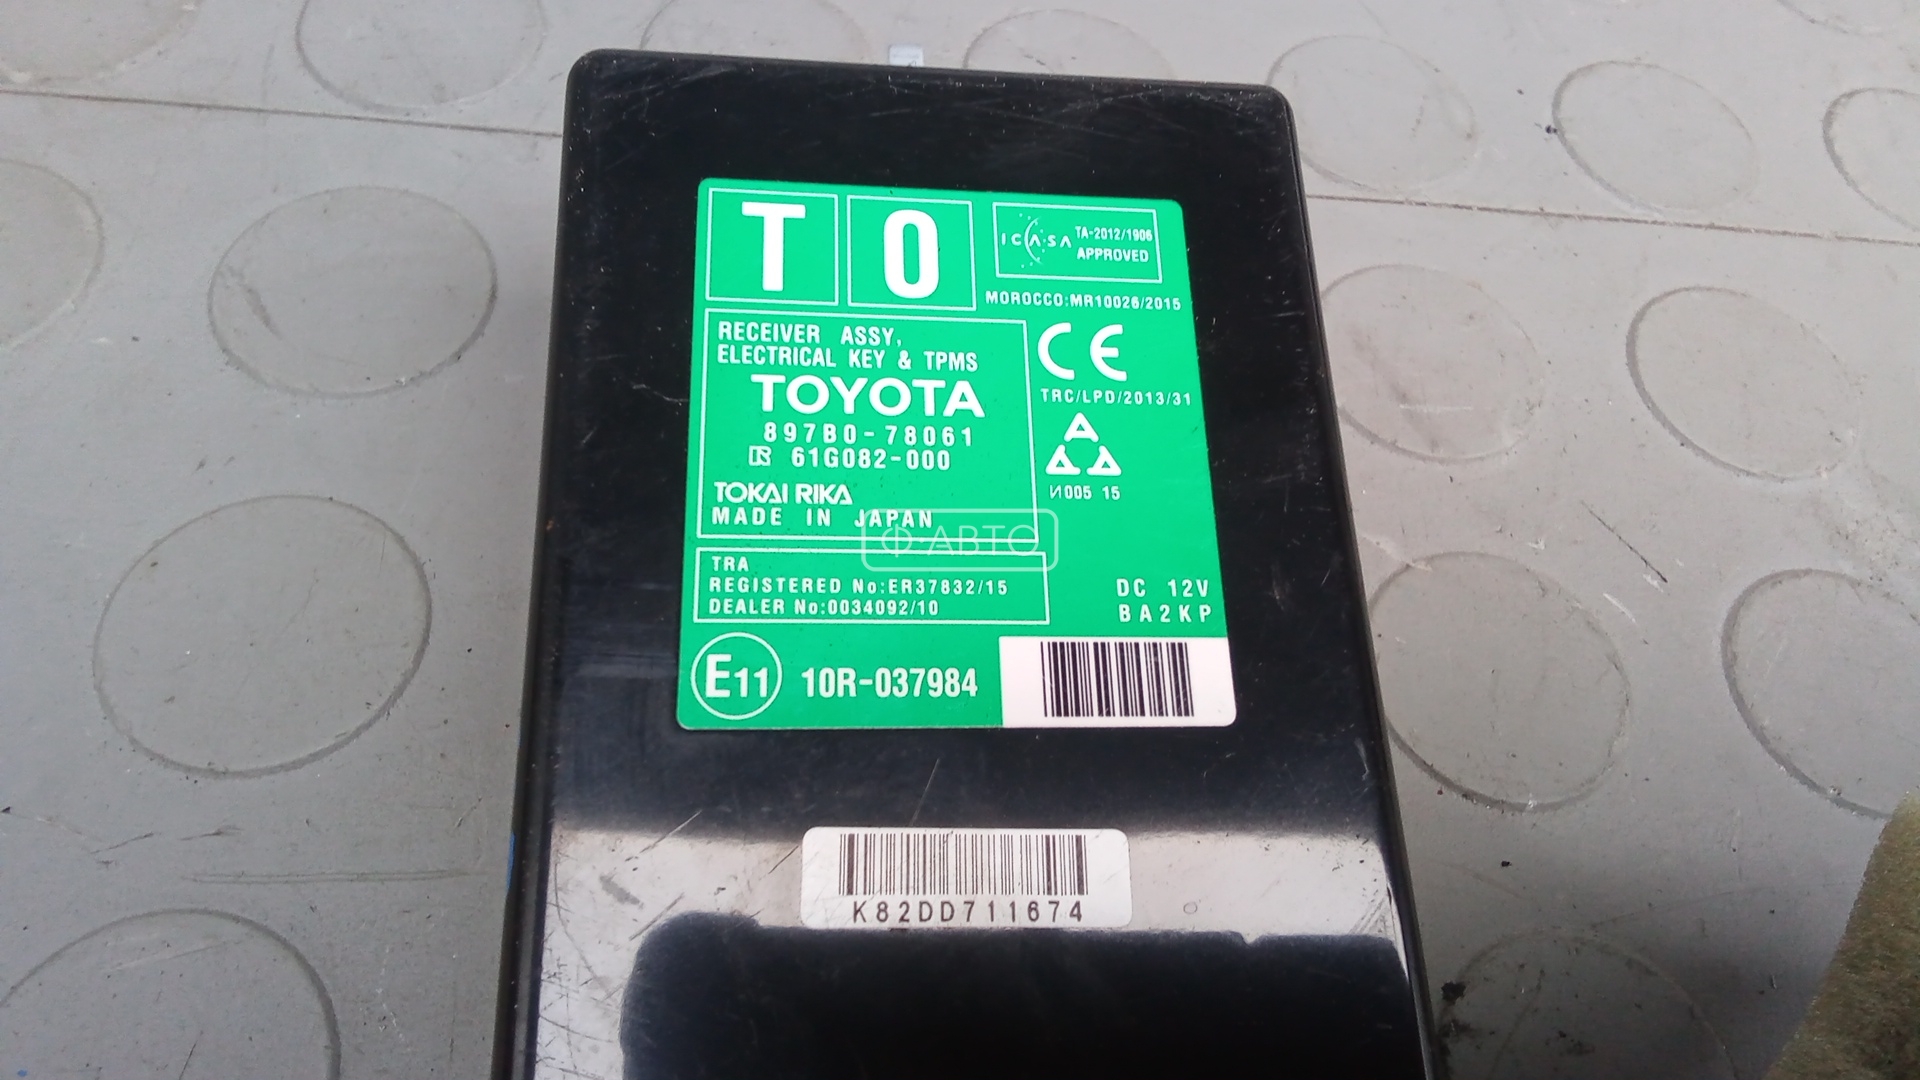 T O
ICASA TA-2012/1906
APPROVED
MOROCCO:MR10026/2015
RECEIVER ASSY,
ELECTRICAL KEY & TPMS
TOYOTA
897B0-78061
61G082-000
TOKAI RIKA
MADE IN JAPAN
CE
TRC/LPD/2013/31
И005 15
Ф·АВТО
TRA
REGISTERED No:ER37832/15
DEALER No:0034092/10
DC 12V
BA2KP
E11 10R-037984
K82DD711674